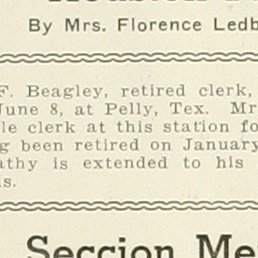 By Mrs. Florence Ledb
F. Beagley, retired clerk,
June 8, at Pelly, Tex. Mr
le clerk at this station fo
g been retired on January
athy is extended to his
s.
Seccion Me